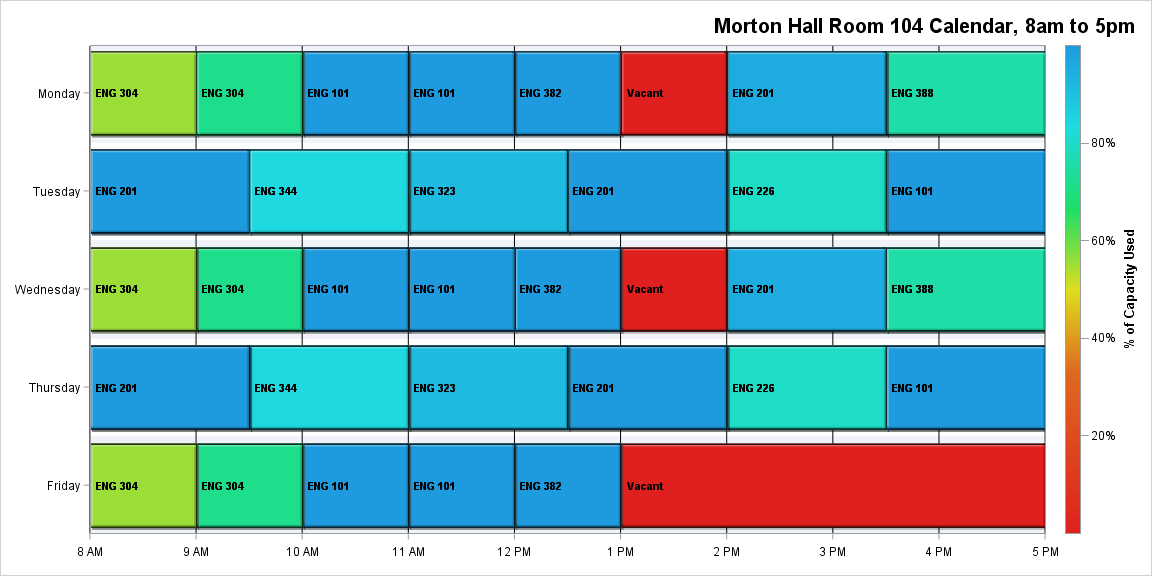 Morton Hall Room 104 Calendar, 8am to 5pm
Monday
ENG 304
ENG 304
ENG 101
ENG 101
ENG 382
Vacant
ENG 201
ENG 388
Tuesday
ENG 201
ENG 344
ENG 323
ENG 201
ENG 226
ENG 101
Wednesday
ENG 304
ENG 304
ENG 101
ENG 101
ENG 382
Vacant
ENG 201
ENG 388
Thursday
ENG 201
ENG 344
ENG 323
ENG 201
ENG 226
ENG 101
Friday
ENG 304
ENG 304
ENG 101
ENG 101
ENG 382
Vacant
8 AM
9 AM
10 AM
11 AM
12 PM
1 PM
2 PM
3 PM
4 PM
5 PM
80%
60%
40%
20%
% of Capacity Used